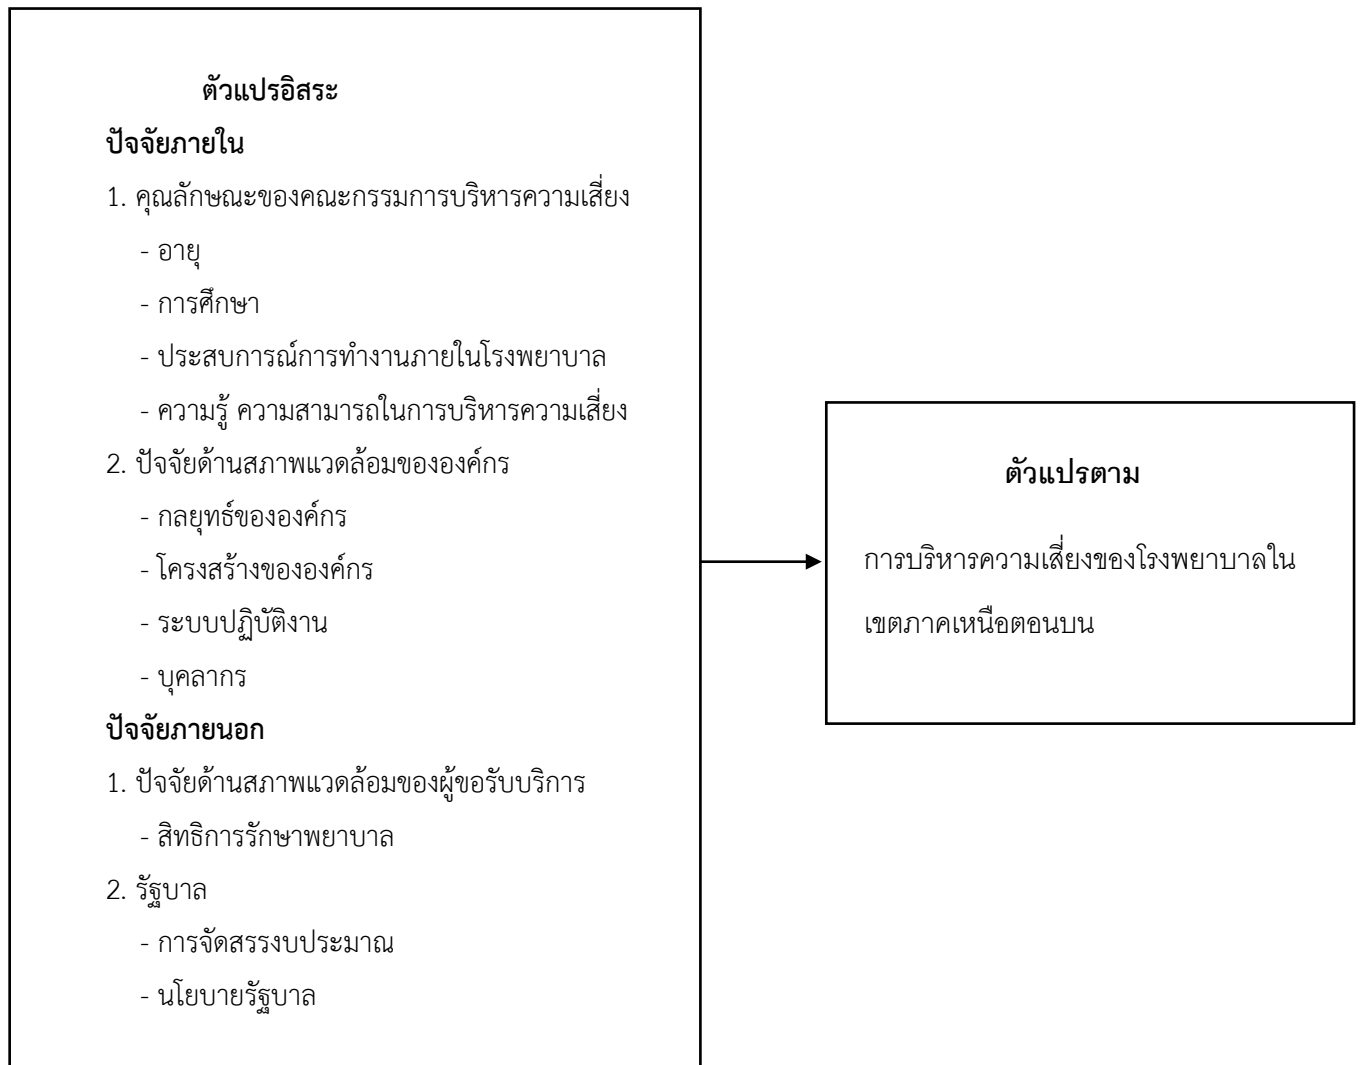 ตัวแปรอิสระ
ปัจจัยภายใน
1. คุณลักษณะของคณะกรรมการบริหารความเสี่ยง
- อายุ
- การศึกษา
- ประสบการณ์การทำงานภายในโรงพยาบาล
- ความรู้ ความสามารถในการบริหารความเสี่ยง
2. ปัจจัยด้านสภาพแวดล้อมขององค์กร
- กลยุทธ์ขององค์กร
- โครงสร้างขององค์กร
- ระบบปฏิบัติงาน
- บุคลากร
ปัจจัยภายนอก
1. ปัจจัยด้านสภาพแวดล้อมของผู้ขอรับบริการ
- สิทธิการรักษาพยาบาล
2. รัฐบาล
- การจัดสรรงบประมาณ
- นโยบายรัฐบาล
ตัวแปรตาม
การบริหารความเสี่ยงของโรงพยาบาลใน
เขตภาคเหนือตอนบน